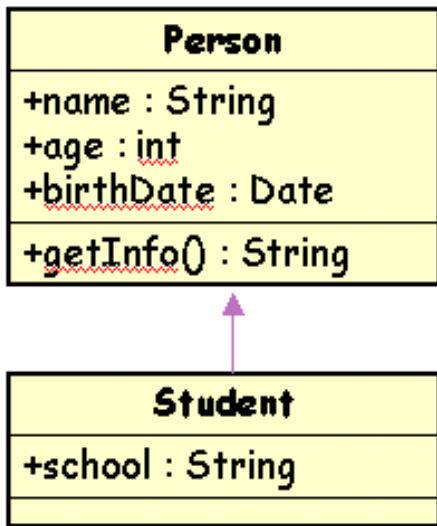 Person
+name : String
+age : int
+birthDate : Date
+getInfo() : String
Student
+school : String